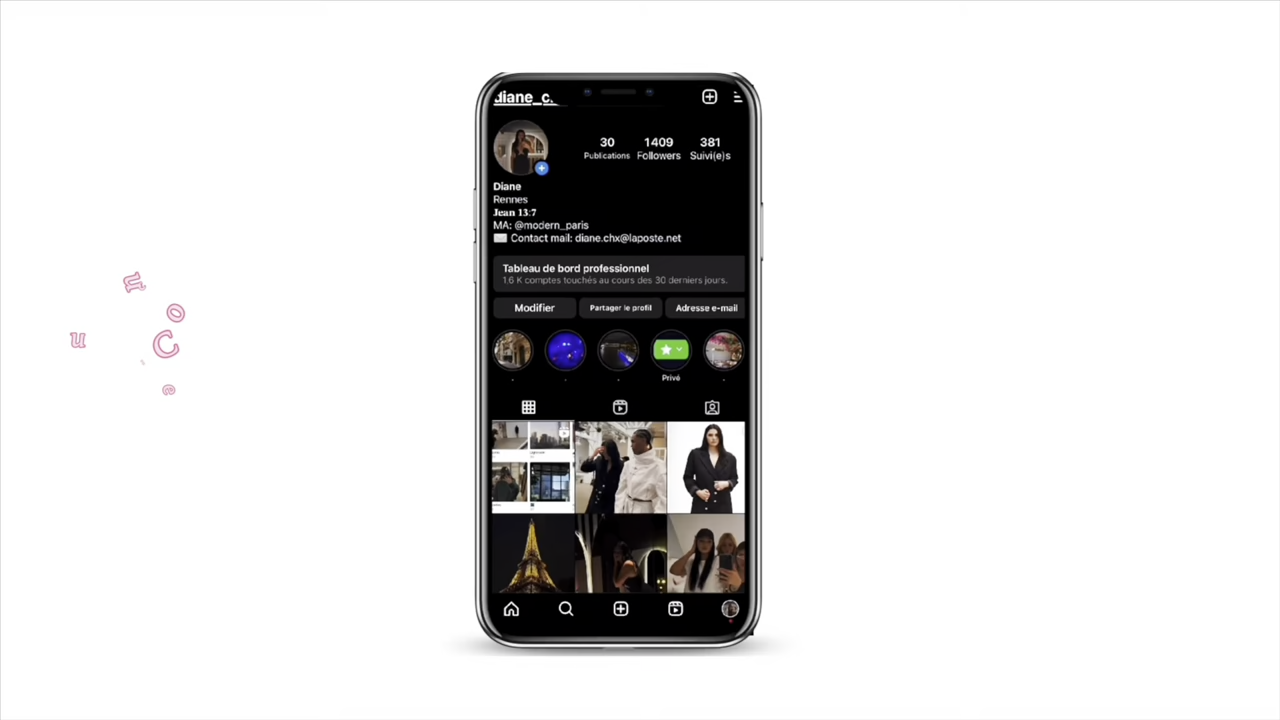 diane_c
30 1409 381
Publications Followers Suivi(e)s
Diane
Rennes
Jean 13:7
MA: @modern_paris
Contact mail: diane.chx@laposte.net
Tableau de bord professionnel
1,6 K comptes touchés au cours des 30 derniers jours.
Modifier Partager le profil Adresse e-mail
Privé
n
o
u C
e